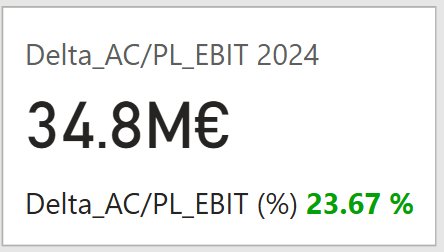 Delta_AC/PL_EBIT 2024
34.8M€
Delta_AC/PL_EBIT (%) 23.67 %